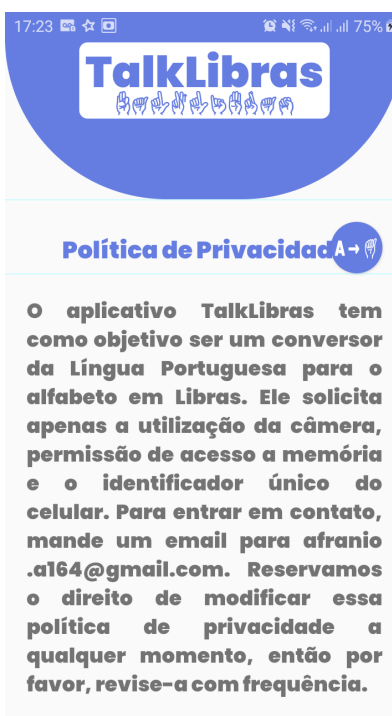 17:23 75%
TalkLibras
Política de Privacidad
A→
O aplicativo TalkLibras tem
como objetivo ser um conversor
da Língua Portuguesa para o
alfabeto em Libras. Ele solicita
apenas a utilização da câmera,
permissão de acesso a memória
e o identificador único do
celular. Para entrar em contato,
mande um email para afranio
.a164@gmail.com. Reservamos
o direito de modificar essa
política de privacidade a
qualquer momento, então por
favor, revise-a com frequência.